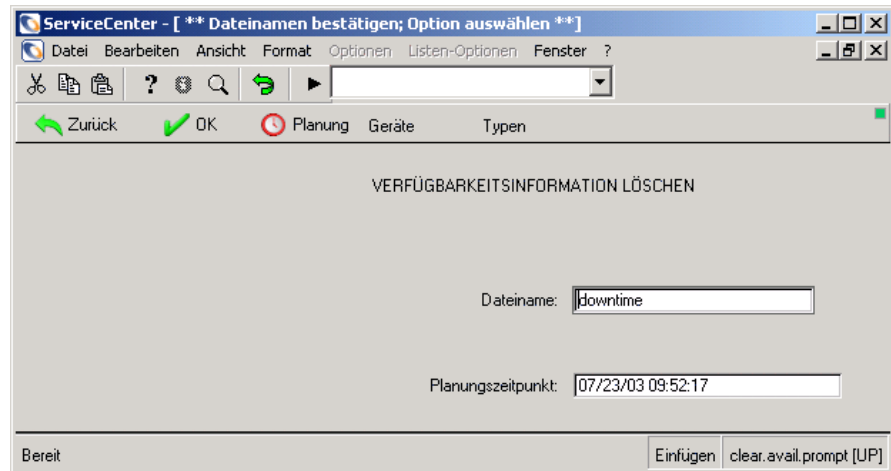 ServiceCenter - [ ** Dateinamen bestätigen; Option auswählen **]
Datei Bearbeiten Ansicht Format Optionen Listen-Optionen Fenster ?
?
Zurück OK Planung Geräte Typen
VERFÜGBARKEITSINFORMATION LÖSCHEN
Dateiname: downtime
Planungszeitpunkt: 07/23/03 09:52:17
Bereit Einfügen clear.avail.prompt [UP]